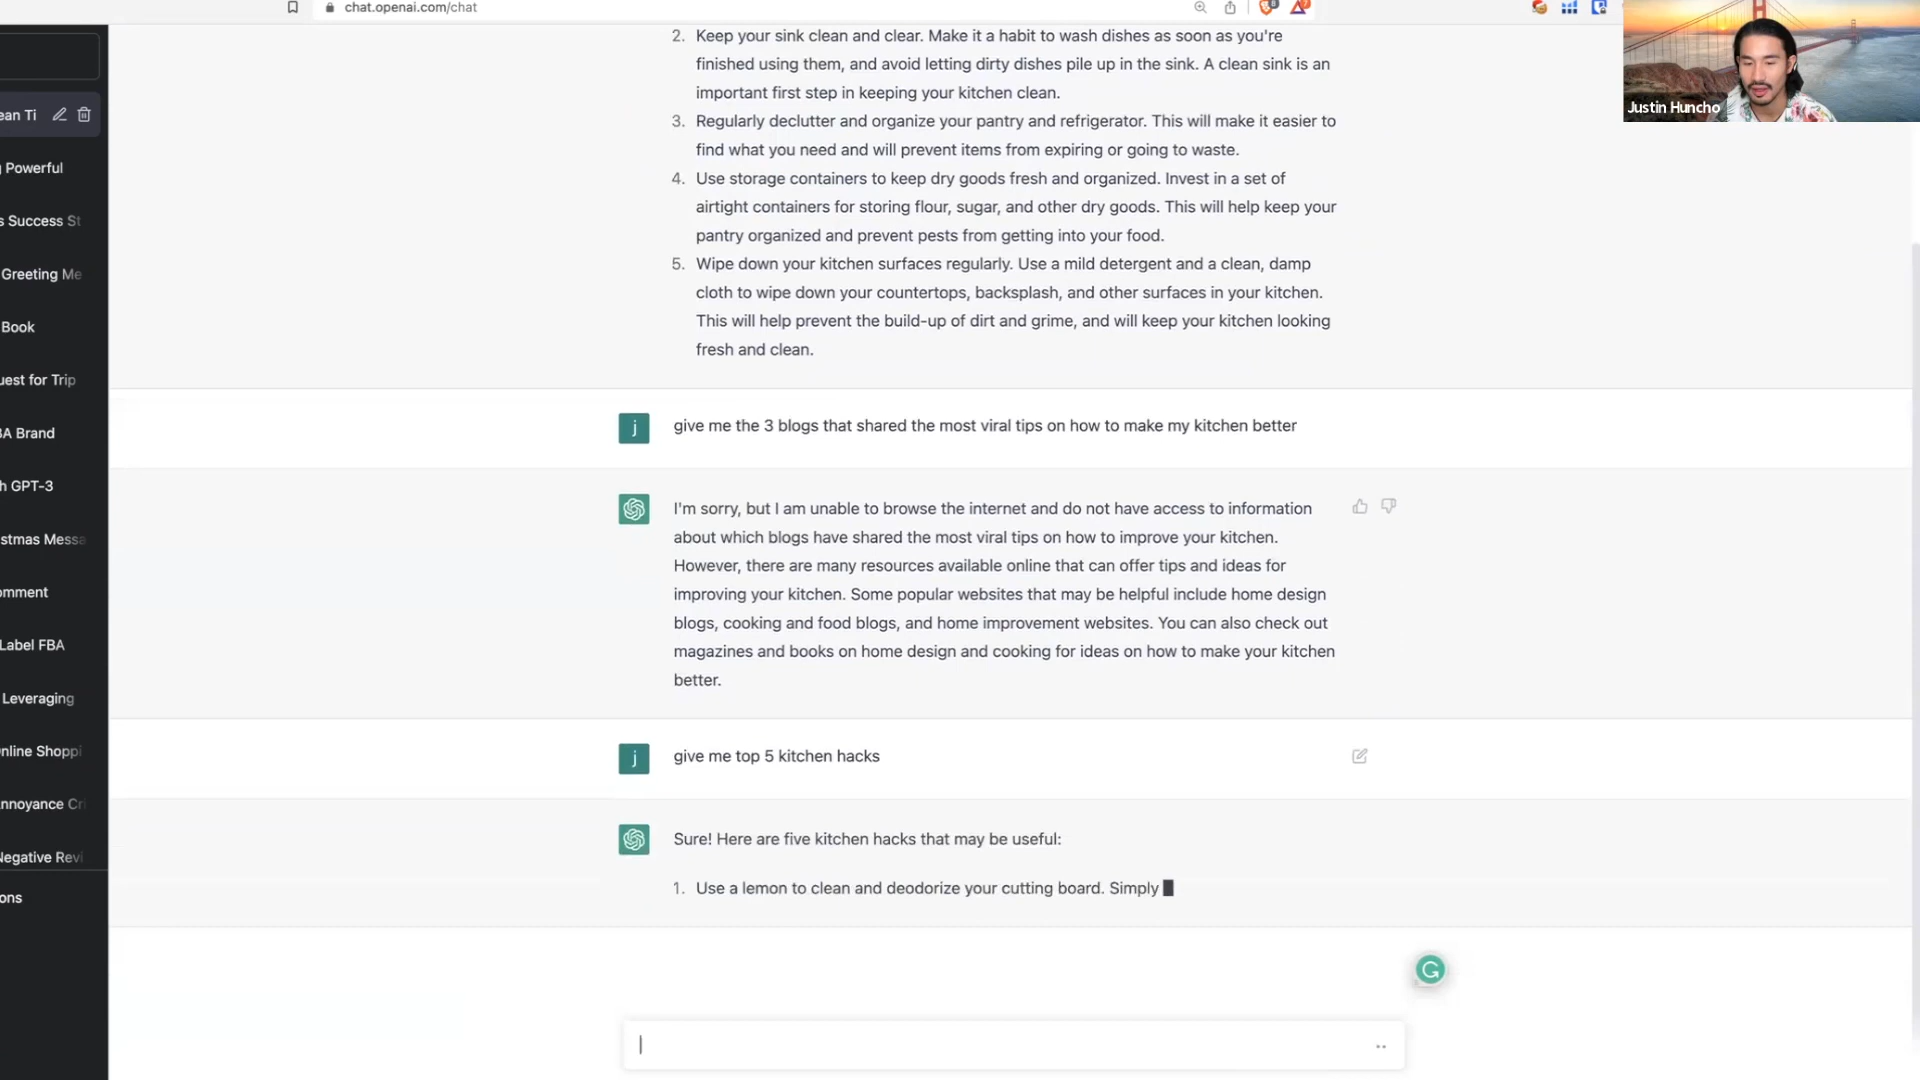 chat.openai.com/chat
Justin Huncho
ean Ti
Powerful
s Success St
Greeting Me
Book
uest for Trip
BA Brand
h GPT-3
stmas Messa
omment
Label FBA
Leveraging
nline Shoppi
nnoyance Cri
Negative Revi
ons
2. Keep your sink clean and clear. Make it a habit to wash dishes as soon as you're
finished using them, and avoid letting dirty dishes pile up in the sink. A clean sink is an
important first step in keeping your kitchen clean.
3. Regularly declutter and organize your pantry and refrigerator. This will make it easier to
find what you need and will prevent items from expiring or going to waste.
4. Use storage containers to keep dry goods fresh and organized. Invest in a set of
airtight containers for storing flour, sugar, and other dry goods. This will help keep your
pantry organized and prevent pests from getting into your food.
5. Wipe down your kitchen surfaces regularly. Use a mild detergent and a clean, damp
cloth to wipe down your countertops, backsplash, and other surfaces in your kitchen.
This will help prevent the build-up of dirt and grime, and will keep your kitchen looking
fresh and clean.
j
give me the 3 blogs that shared the most viral tips on how to make my kitchen better
I'm sorry, but I am unable to browse the internet and do not have access to information
about which blogs have shared the most viral tips on how to improve your kitchen.
However, there are many resources available online that can offer tips and ideas for
improving your kitchen. Some popular websites that may be helpful include home design
blogs, cooking and food blogs, and home improvement websites. You can also check out
magazines and books on home design and cooking for ideas on how to make your kitchen
better.
j
give me top 5 kitchen hacks
Sure! Here are five kitchen hacks that may be useful:
1. Use a lemon to clean and deodorize your cutting board. Simply